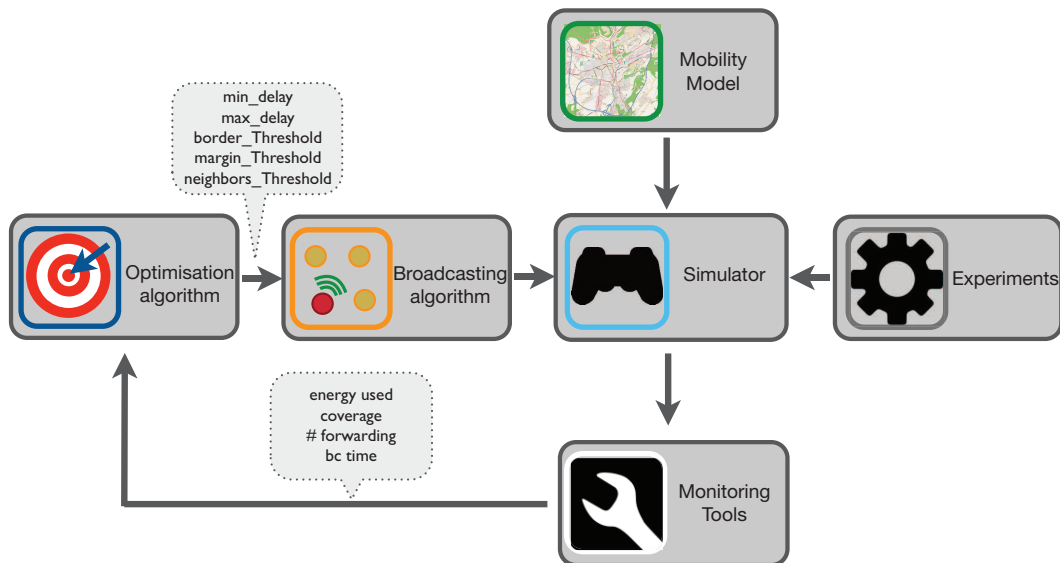 Mobility
Model
min_delay
max_delay
border_Threshold
margin_Threshold
neighbors_Threshold
Optimisation
algorithm
Broadcasting
algorithm
Simulator
Experiments
energy used
coverage
# forwarding
bc time
Monitoring
Tools